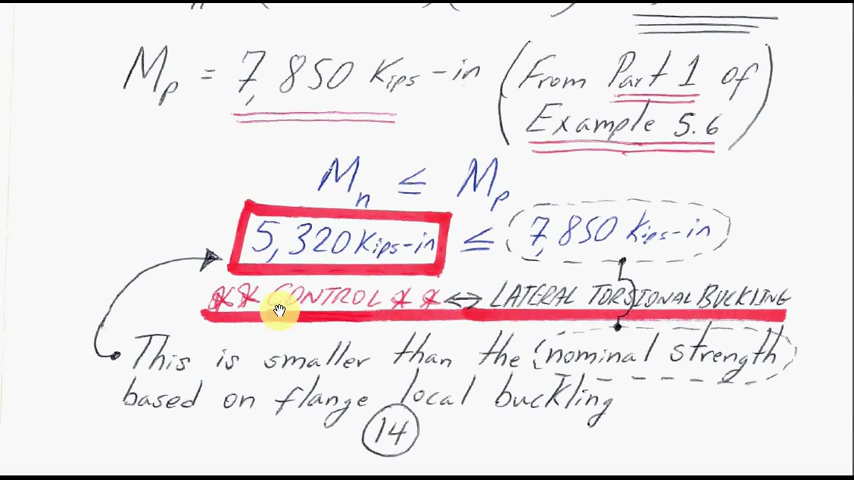 Mp = 7,850 Kips-in (From Part 1 of
Example 5.6)
Mn ≤ Mp
5,320 Kips-in ≤ 7,850 Kips-in
** CONTROL ** ⇔ LATERAL TORSIONAL BUCKLING
This is smaller than the nominal strength
based on flange local buckling
14